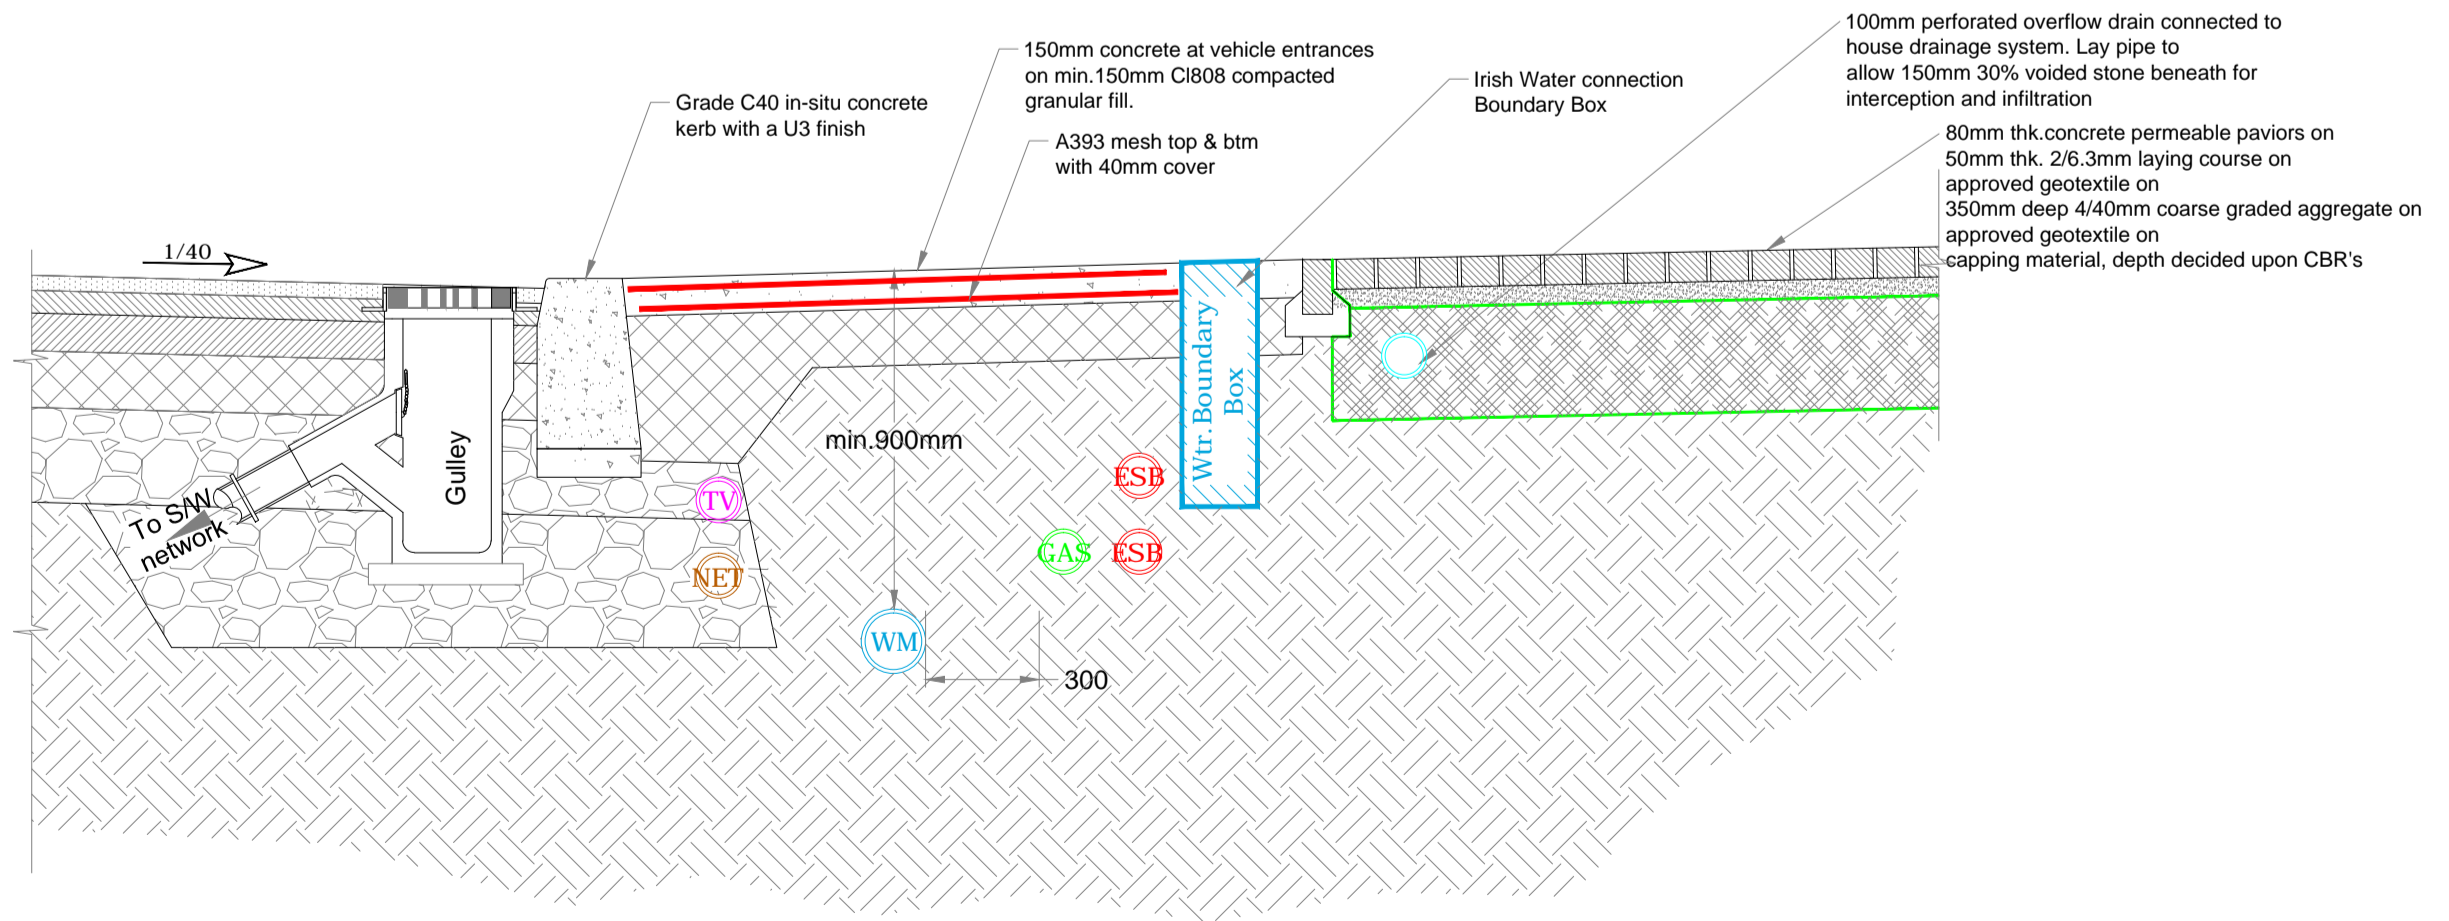 100mm perforated overflow drain connected to
house drainage system. Lay pipe to
allow 150mm 30% voided stone beneath for
interception and infiltration
150mm concrete at vehicle entrances
on min.150mm Cl808 compacted
granular fill.
Irish Water connection
Boundary Box
Grade C40 in-situ concrete
kerb with a U3 finish
A393 mesh top & btm
with 40mm cover
80mm thk.concrete permeable paviors on
50mm thk. 2/6.3mm laying course on
approved geotextile on
350mm deep 4/40mm coarse graded aggregate on
approved geotextile on
capping material, depth decided upon CBR's
1/40
Wtr.Boundary
Box
min.900mm
Gulley
ESB
TV
To S/W
network
GAS
ESB
NET
WM
300